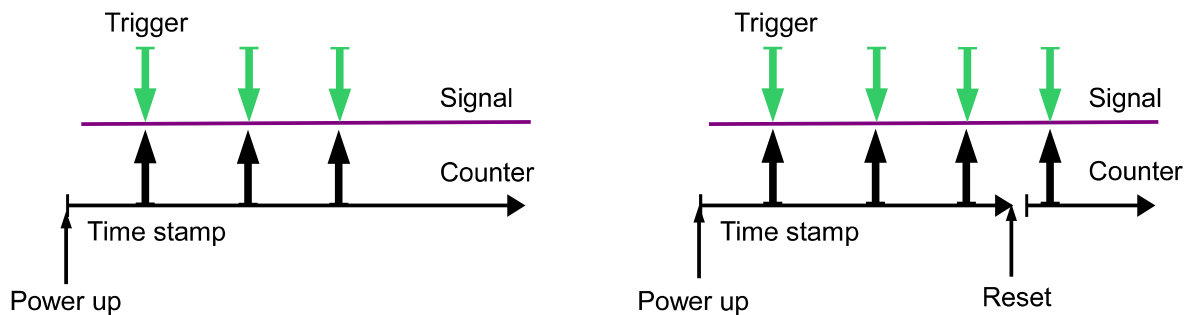 Trigger
Signal
Counter
Time stamp
Power up
Trigger
Signal
Counter
Time stamp
Power up
Reset